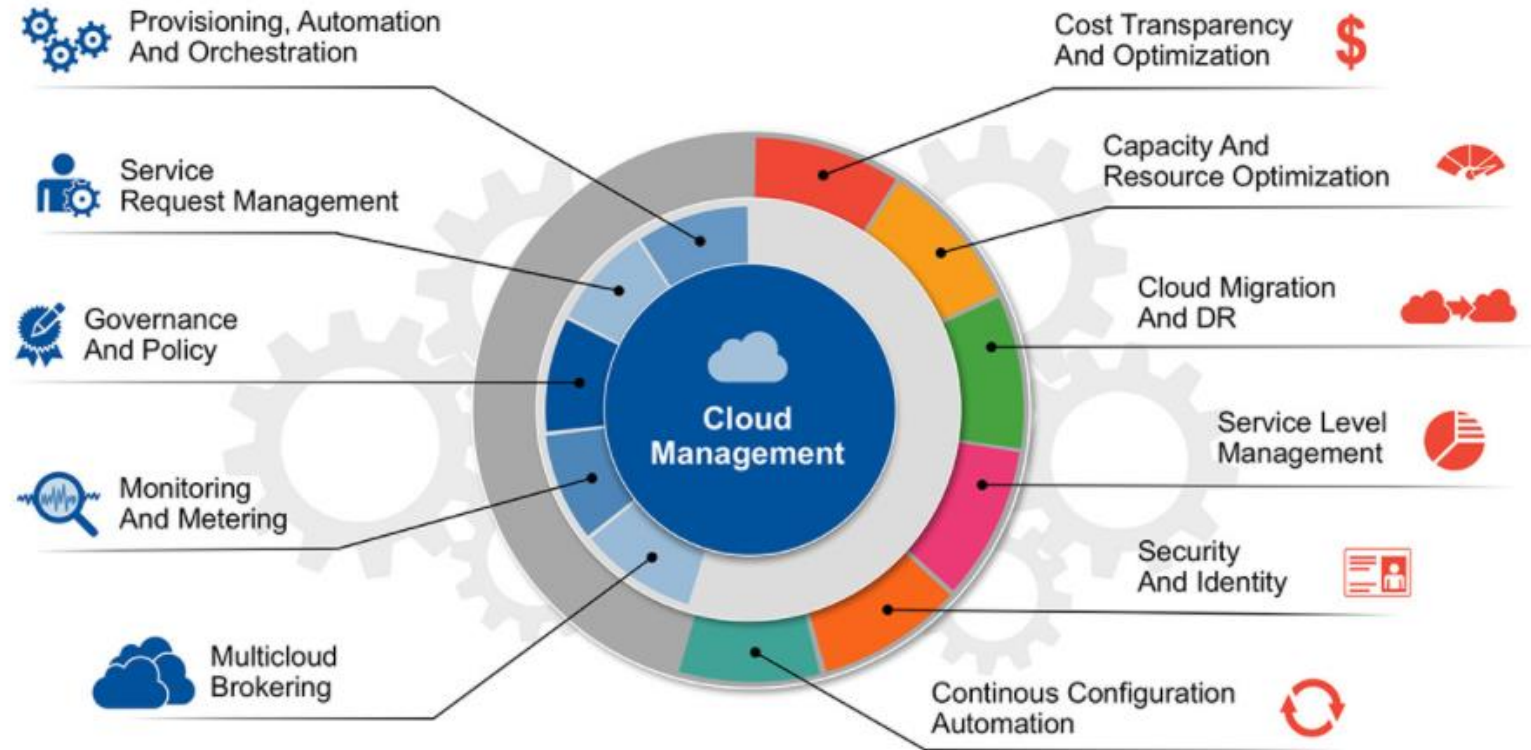 Provisioning, Automation
And Orchestration
Service
Request Management
Governance
And Policy
Monitoring
And Metering
Multicloud
Brokering
Cloud
Management
Cost Transparency
And Optimization
$
Capacity And
Resource Optimization
Cloud Migration
And DR
Service Level
Management
Security
And Identity
Continous Configuration
Automation